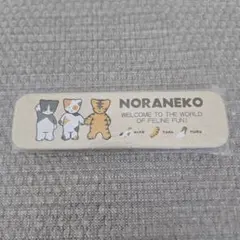 NORANEKO
WELCOME TO THE WORLD
OF FELINE FUN!